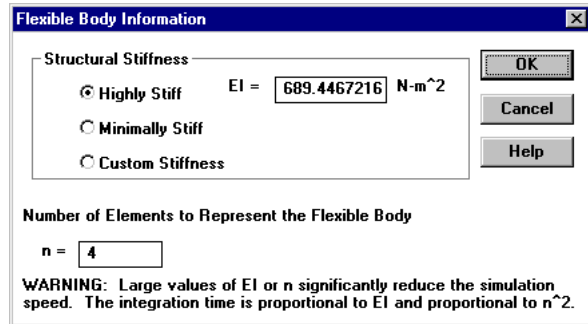 Flexible Body Information
Structural Stiffness
OK
Highly Stiff EI = 689.4467216 N-m^2
Cancel
Minimally Stiff
Help
Custom Stiffness
Number of Elements to Represent the Flexible Body
n = 4
WARNING: Large values of EI or n significantly reduce the simulation
speed. The integration time is proportional to EI and proportional to n^2.